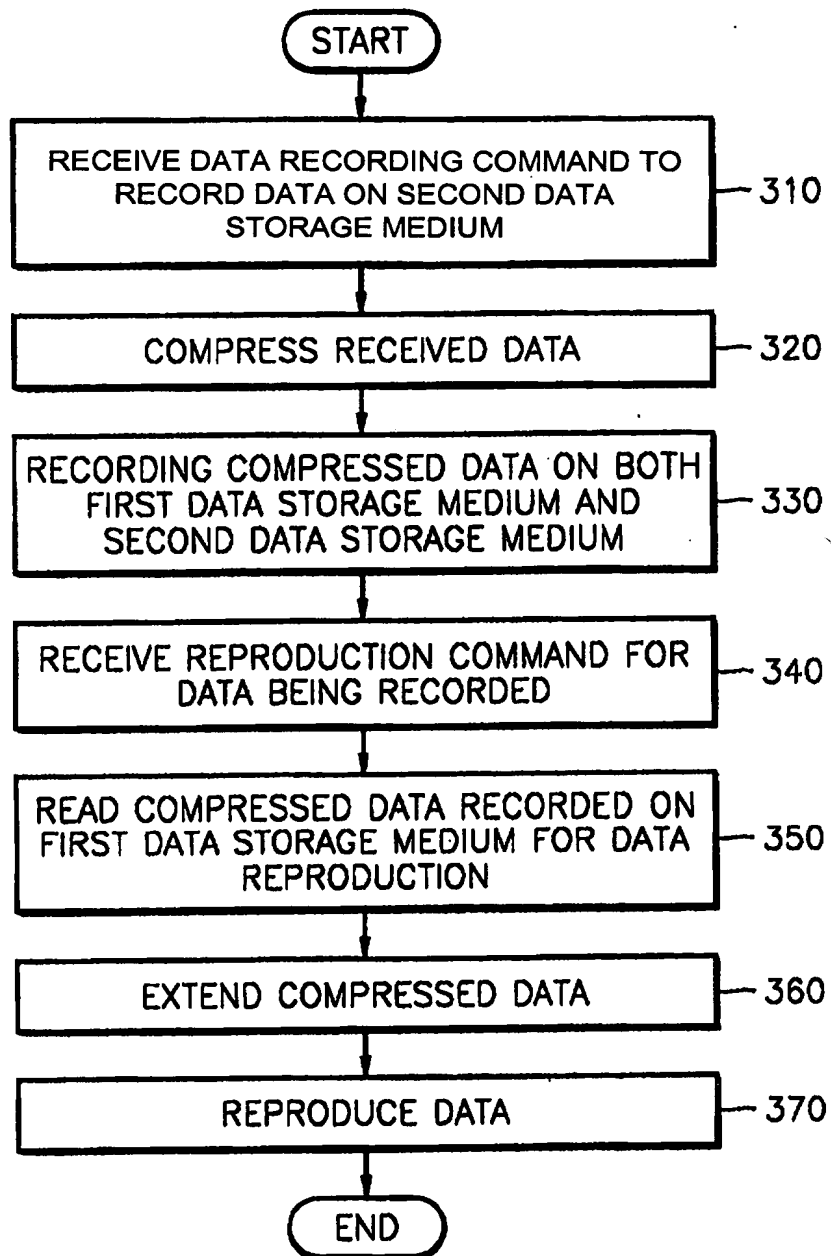 START
RECEIVE DATA RECORDING COMMAND TO
RECORD DATA ON SECOND DATA
STORAGE MEDIUM
310
COMPRESS RECEIVED DATA
320
RECORDING COMPRESSED DATA ON BOTH
FIRST DATA STORAGE MEDIUM AND
SECOND DATA STORAGE MEDIUM
330
RECEIVE REPRODUCTION COMMAND FOR
DATA BEING RECORDED
340
READ COMPRESSED DATA RECORDED ON
FIRST DATA STORAGE MEDIUM FOR DATA
REPRODUCTION
350
EXTEND COMPRESSED DATA
360
REPRODUCE DATA
370
END